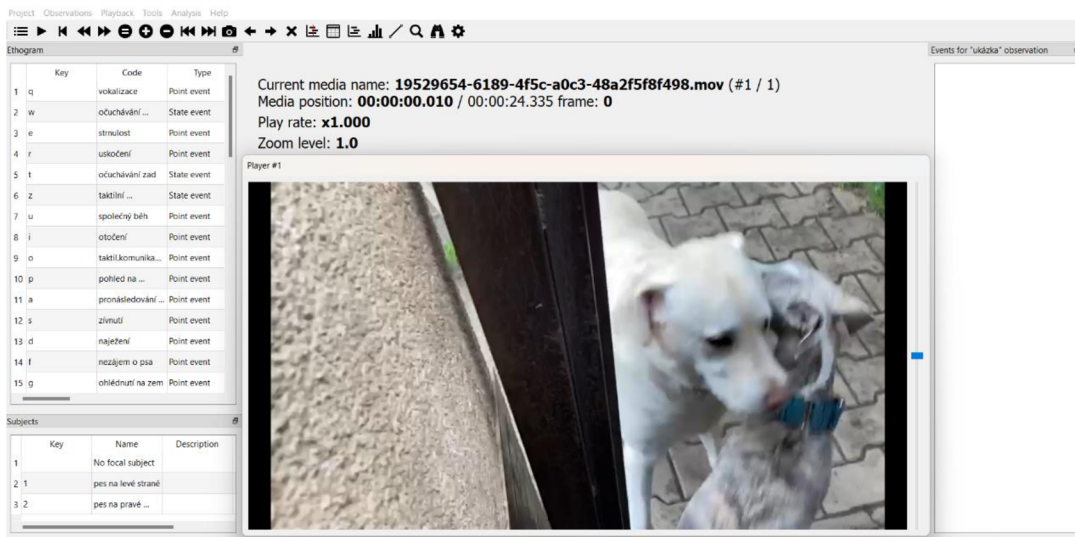 Project Observations Playback Tools Analysis Help
Ethogram
Key Code Type
1 q vokalizace Point event
2 w očuchávání ... State event
3 e strnulost Point event
4 r uskočení Point event
5 t očuchávání zad State event
6 z taktilní ... State event
7 u společný běh Point event
8 i otočení Point event
9 o taktil.komunika... Point event
10 p pohled na ... Point event
11 a pronásledování ... Point event
12 s zívnutí Point event
13 d naježení Point event
14 f nezájem o psa Point event
15 g ohlédnutí na zem Point event
Subjects
Key Name Description
1 No focal subject
2 1 pes na levé straně
3 2 pes na pravé ...
Current media name: 19529654-6189-4f5c-a0c3-48a2f5f8f498.mov (#1 / 1)
Media position: 00:00:00.010 / 00:00:24.335 frame: 0
Play rate: x1.000
Zoom level: 1.0
Player #1
Events for "ukázka" observation